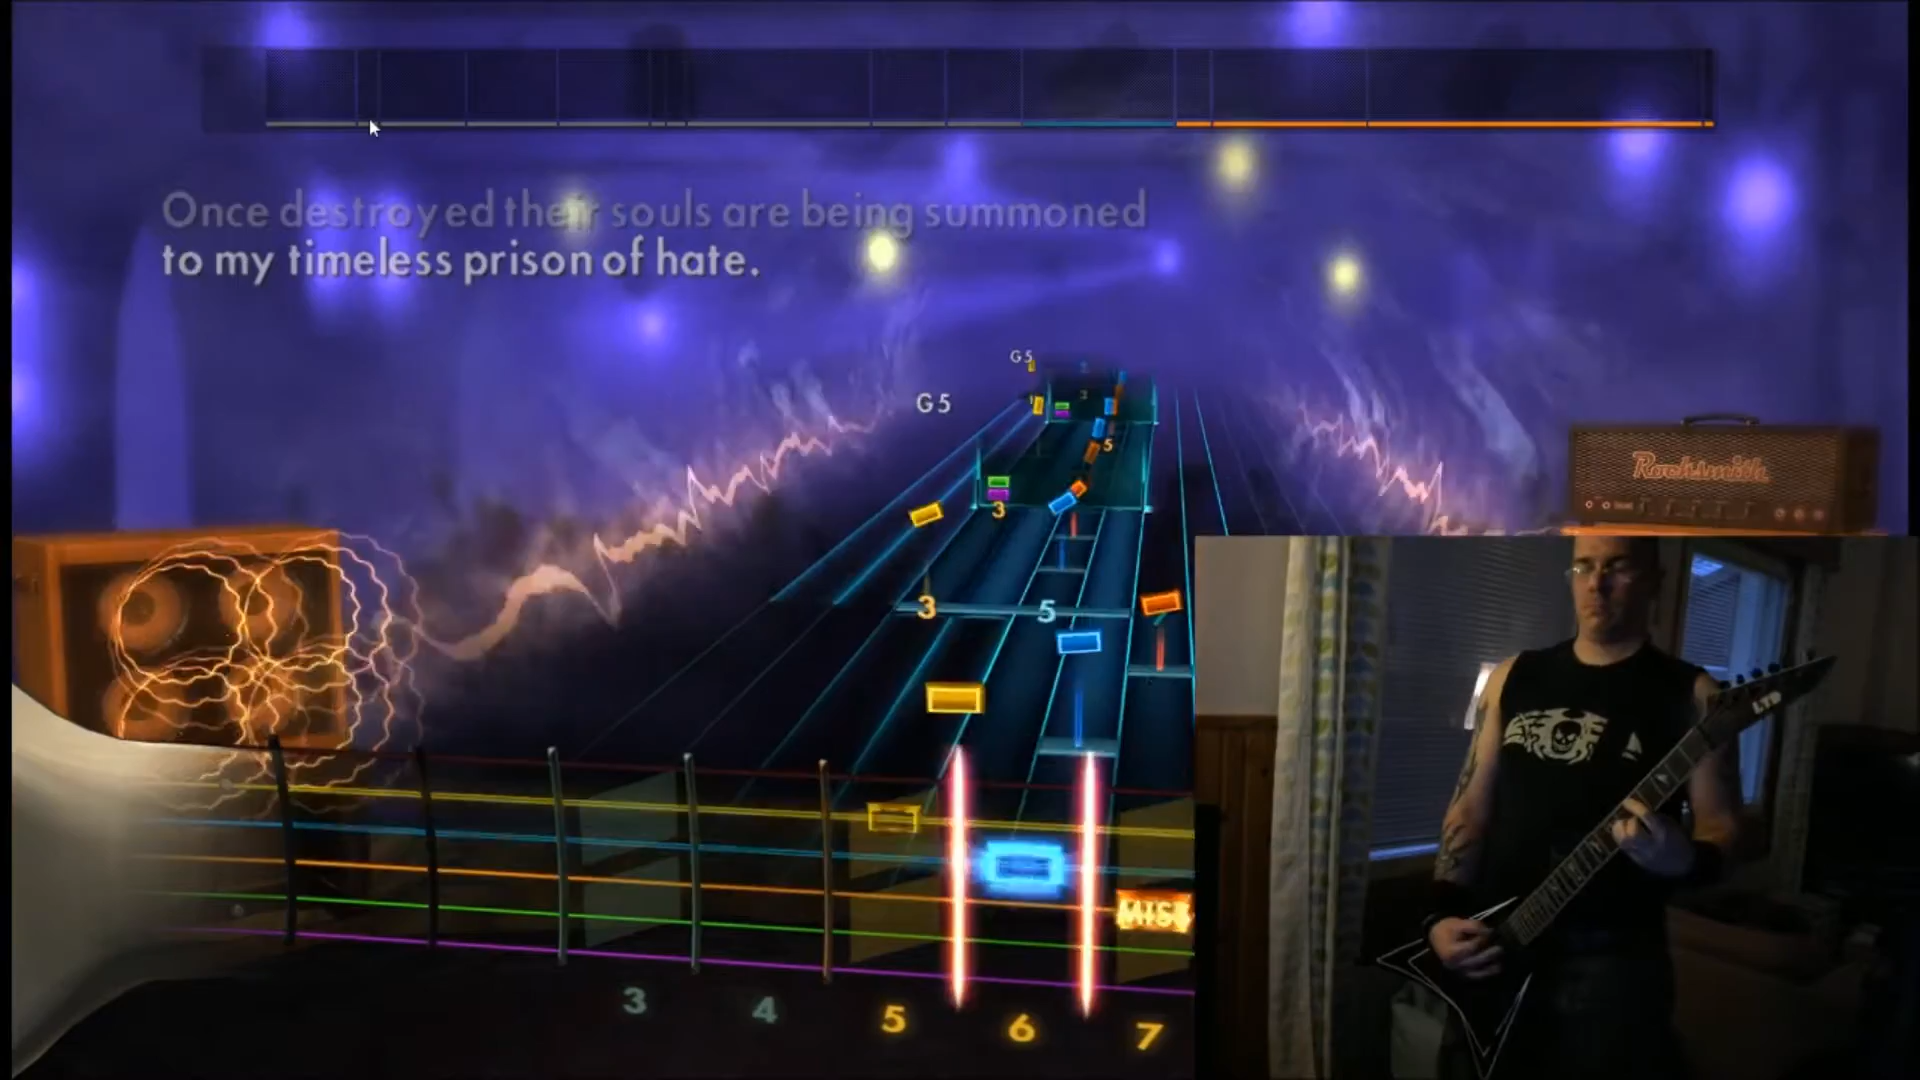 Once destroyed their souls are being summoned
to my timeless prison of hate.
G5
G5
5
3
Rocksmith
3
5
LTD
MISS
3
4
5
6
7